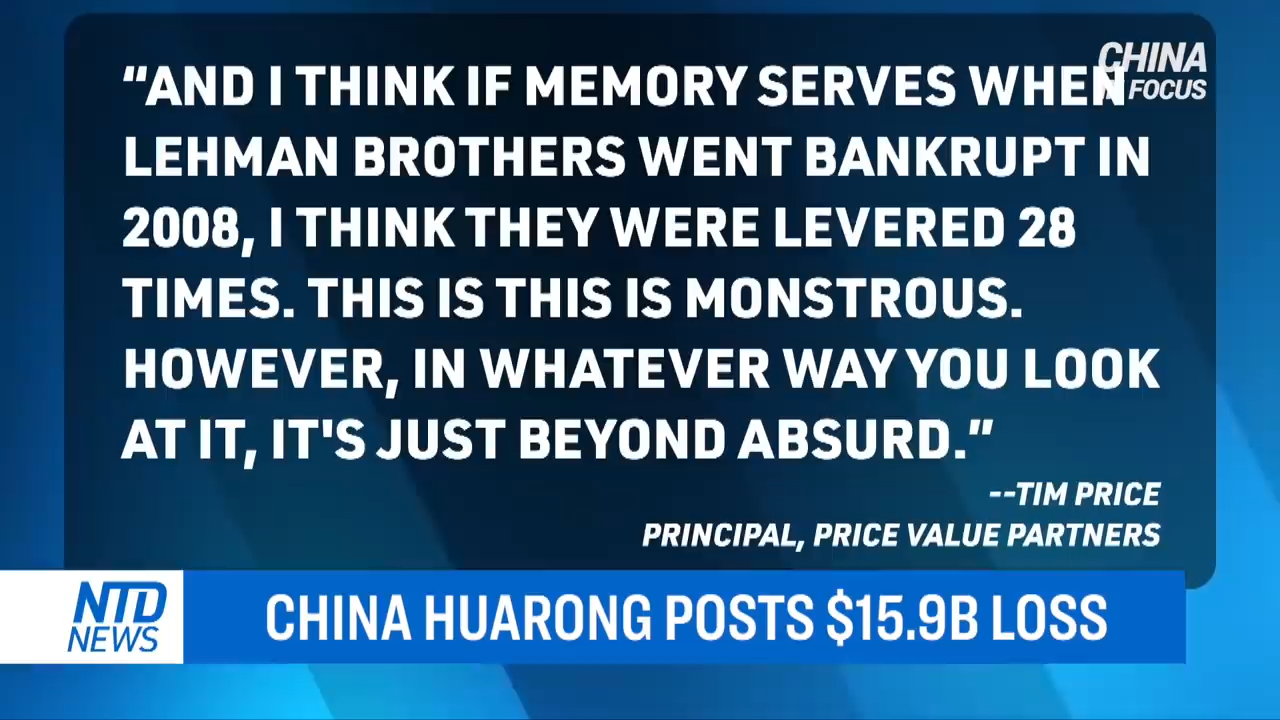 “AND I THINK IF MEMORY SERVES WHEN
LEHMAN BROTHERS WENT BANKRUPT IN
2008, I THINK THEY WERE LEVERED 28
TIMES. THIS IS THIS IS MONSTROUS.
HOWEVER, IN WHATEVER WAY YOU LOOK
AT IT, IT'S JUST BEYOND ABSURD.”
--TIM PRICE
PRINCIPAL, PRICE VALUE PARTNERS
CHINA
IN FOCUS
NTD
NEWS
CHINA HUARONG POSTS $15.9B LOSS